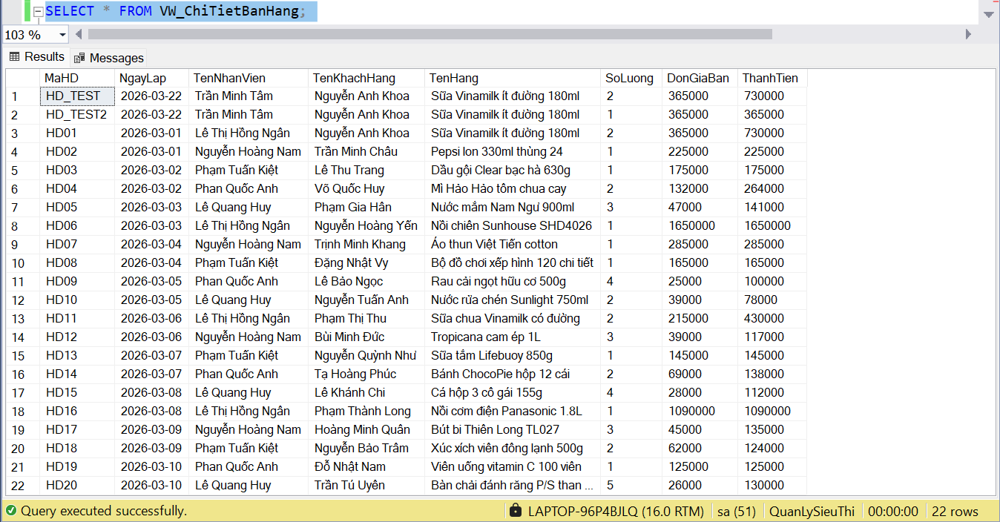 SELECT * FROM VW_ChiTietBanHang;
103 %
Results Messages
MaHD NgayLap TenNhanVien TenKhachHang TenHang SoLuong DonGiaBan ThanhTien
1 HD_TEST 2026-03-22 Trần Minh Tâm Nguyễn Anh Khoa Sữa Vinamilk ít đường 180ml 2 365000 730000
2 HD_TEST2 2026-03-22 Trần Minh Tâm Nguyễn Anh Khoa Sữa Vinamilk ít đường 180ml 1 365000 365000
3 HD01 2026-03-01 Lê Thị Hồng Ngân Nguyễn Anh Khoa Sữa Vinamilk ít đường 180ml 2 365000 730000
4 HD02 2026-03-01 Nguyễn Hoàng Nam Trần Minh Châu Pepsi lon 330ml thùng 24 1 225000 225000
5 HD03 2026-03-02 Phạm Tuấn Kiệt Lê Thu Trang Dầu gội Clear bạc hà 630g 1 175000 175000
6 HD04 2026-03-02 Phan Quốc Anh Võ Quốc Huy Mì Hảo Hảo tôm chua cay 2 132000 264000
7 HD05 2026-03-03 Lê Quang Huy Phạm Gia Hân Nước mắm Nam Ngư 900ml 3 47000 141000
8 HD06 2026-03-03 Lê Thị Hồng Ngân Nguyễn Hoàng Yến Nồi chiên Sunhouse SHD4026 1 1650000 1650000
9 HD07 2026-03-04 Nguyễn Hoàng Nam Trịnh Minh Khang Áo thun Việt Tiến cotton 1 285000 285000
10 HD08 2026-03-04 Phạm Tuấn Kiệt Đặng Nhật Vy Bộ đồ chơi xếp hình 120 chi tiết 1 165000 165000
11 HD09 2026-03-05 Phan Quốc Anh Lê Bảo Ngọc Rau cải ngọt hữu cơ 500g 4 25000 100000
12 HD10 2026-03-05 Lê Quang Huy Nguyễn Tuấn Anh Nước rửa chén Sunlight 750ml 2 39000 78000
13 HD11 2026-03-06 Lê Thị Hồng Ngân Phạm Thị Thu Sữa chua Vinamilk có đường 2 215000 430000
14 HD12 2026-03-06 Nguyễn Hoàng Nam Bùi Minh Đức Tropicana cam ép 1L 3 39000 117000
15 HD13 2026-03-07 Phạm Tuấn Kiệt Nguyễn Quỳnh Như Sữa tắm Lifebuoy 850g 1 145000 145000
16 HD14 2026-03-07 Phan Quốc Anh Tạ Hoàng Phúc Bánh ChocoPie hộp 12 cái 2 69000 138000
17 HD15 2026-03-08 Lê Quang Huy Lê Khánh Chi Cá hộp 3 cô gái 155g 4 28000 112000
18 HD16 2026-03-08 Lê Thị Hồng Ngân Phạm Thành Long Nồi cơm điện Panasonic 1.8L 1 1090000 1090000
19 HD17 2026-03-09 Nguyễn Hoàng Nam Hoàng Minh Quân Bút bi Thiên Long TL027 3 45000 135000
20 HD18 2026-03-09 Phạm Tuấn Kiệt Nguyễn Bảo Trâm Xúc xích viên đông lạnh 500g 2 62000 124000
21 HD19 2026-03-10 Phan Quốc Anh Đỗ Nhật Nam Viên uống vitamin C 100 viên 1 125000 125000
22 HD20 2026-03-10 Lê Quang Huy Trần Tú Uyên Bàn chải đánh răng P/S than ... 5 26000 130000
Query executed successfully. LAPTOP-96P4BJLQ (16.0 RTM) sa (51) QuanLySieuThi 00:00:00 22 rows